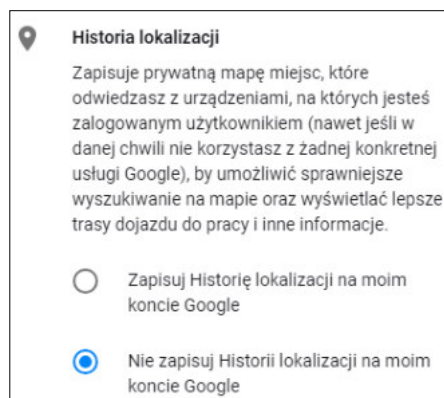 Historia lokalizacji
Zapisuje prywatną mapę miejsc, które
odwiedzasz z urządzeniami, na których jesteś
zalogowanym użytkownikiem (nawet jeśli w
danej chwili nie korzystasz z żadnej konkretnej
usługi Google), by umożliwić sprawniejsze
wyszukiwanie na mapie oraz wyświetlać lepsze
trasy dojazdu do pracy i inne informacje.
Zapisuj Historię lokalizacji na moim
koncie Google
Nie zapisuj Historii lokalizacji na moim
koncie Google